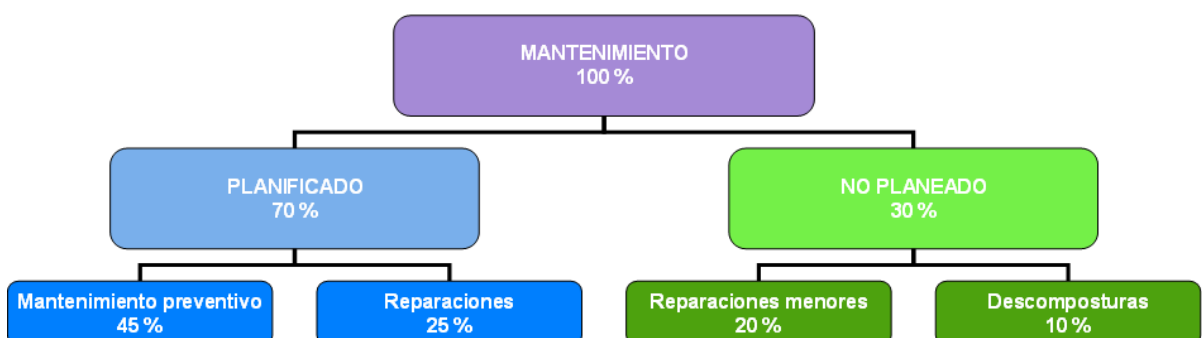 MANTENIMIENTO
100 %
PLANIFICADO
70 %
NO PLANEADO
30 %
Mantenimiento preventivo
45 %
Reparaciones
25 %
Reparaciones menores
20 %
Descomposturas
10 %